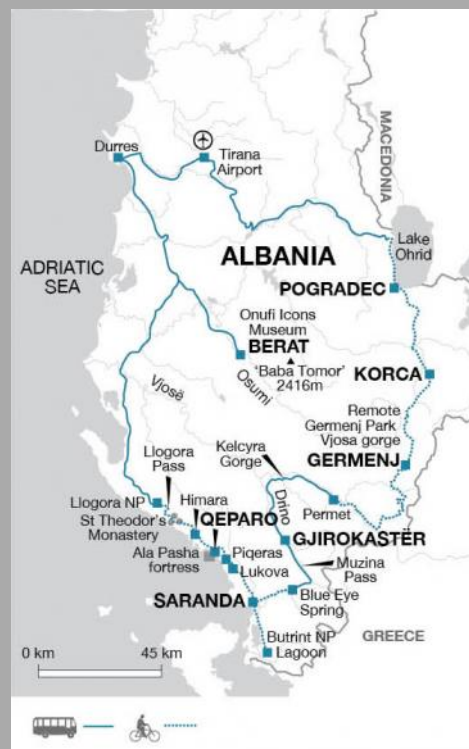 Durres
Tirana
Airport
MACEDONIA
Lake
Ohrid
ALBANIA
ADRIATIC
SEA
POGRADEC
Onufi Icons
Museum
BERAT
'Baba Tomor'
2416m
Osumi
KORCA
Vjosë
Remote
Germenj Park
Vjosa gorge
GERMENJ
Llogora
Pass
Kelcyra
Gorge
Drino
Llogora NP
Himara
QEPARO
Permet
St Theodor's
Monastery
GJIROKASTËR
Ala Pasha
fortress
Piqeras
Lukova
Muzina
Pass
SARANDA
Blue Eye
Spring
Butrint NP
Lagoon
GREECE
0 km
45 km